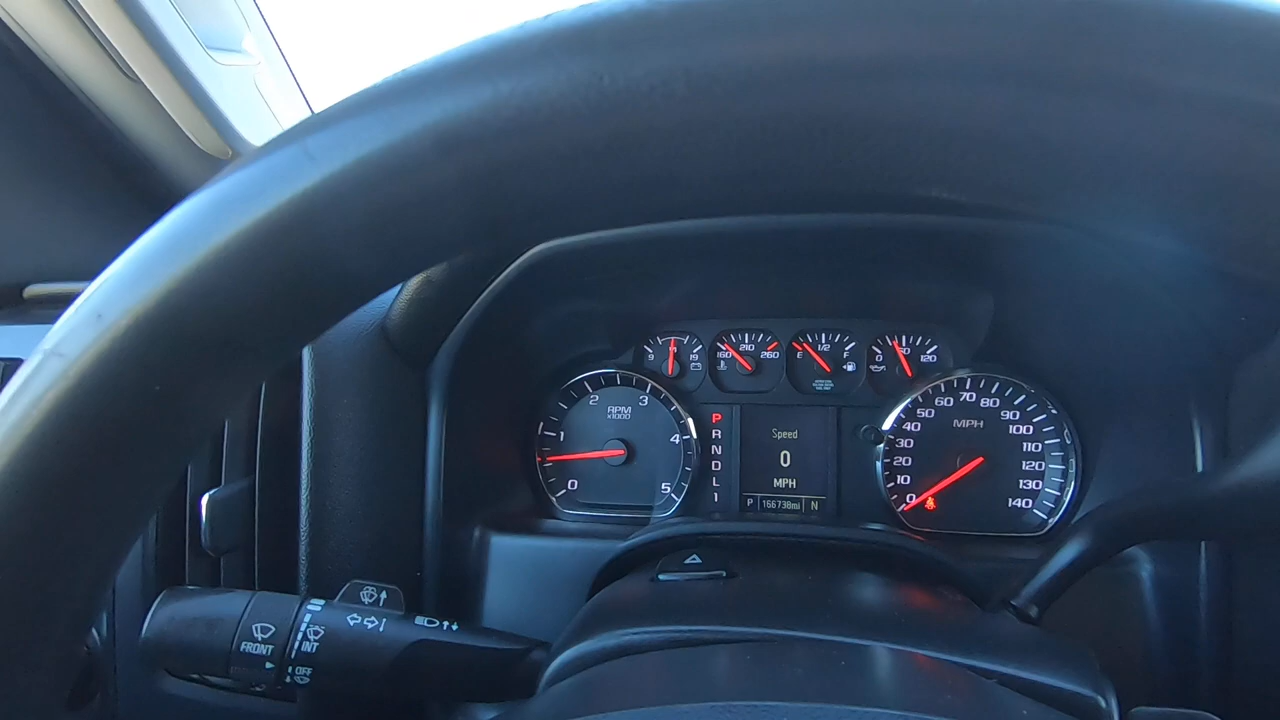 9 19
160 210 260
E 1/2 F
0 120
0 1 2 3 4 5
RPM
x1000
P
R
N
D
L
1
Speed
0
MPH
P 166738mi N
0 10 20 30 40 50 60 70 80 90 100 110 120 130 140
MPH
FRONT
INT
OFF